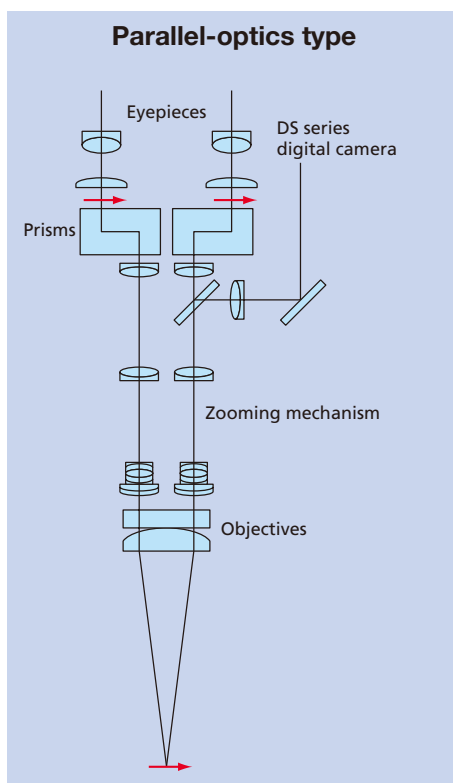 Parallel-optics type
Eyepieces
DS series
digital camera
Prisms
Zooming mechanism
Objectives